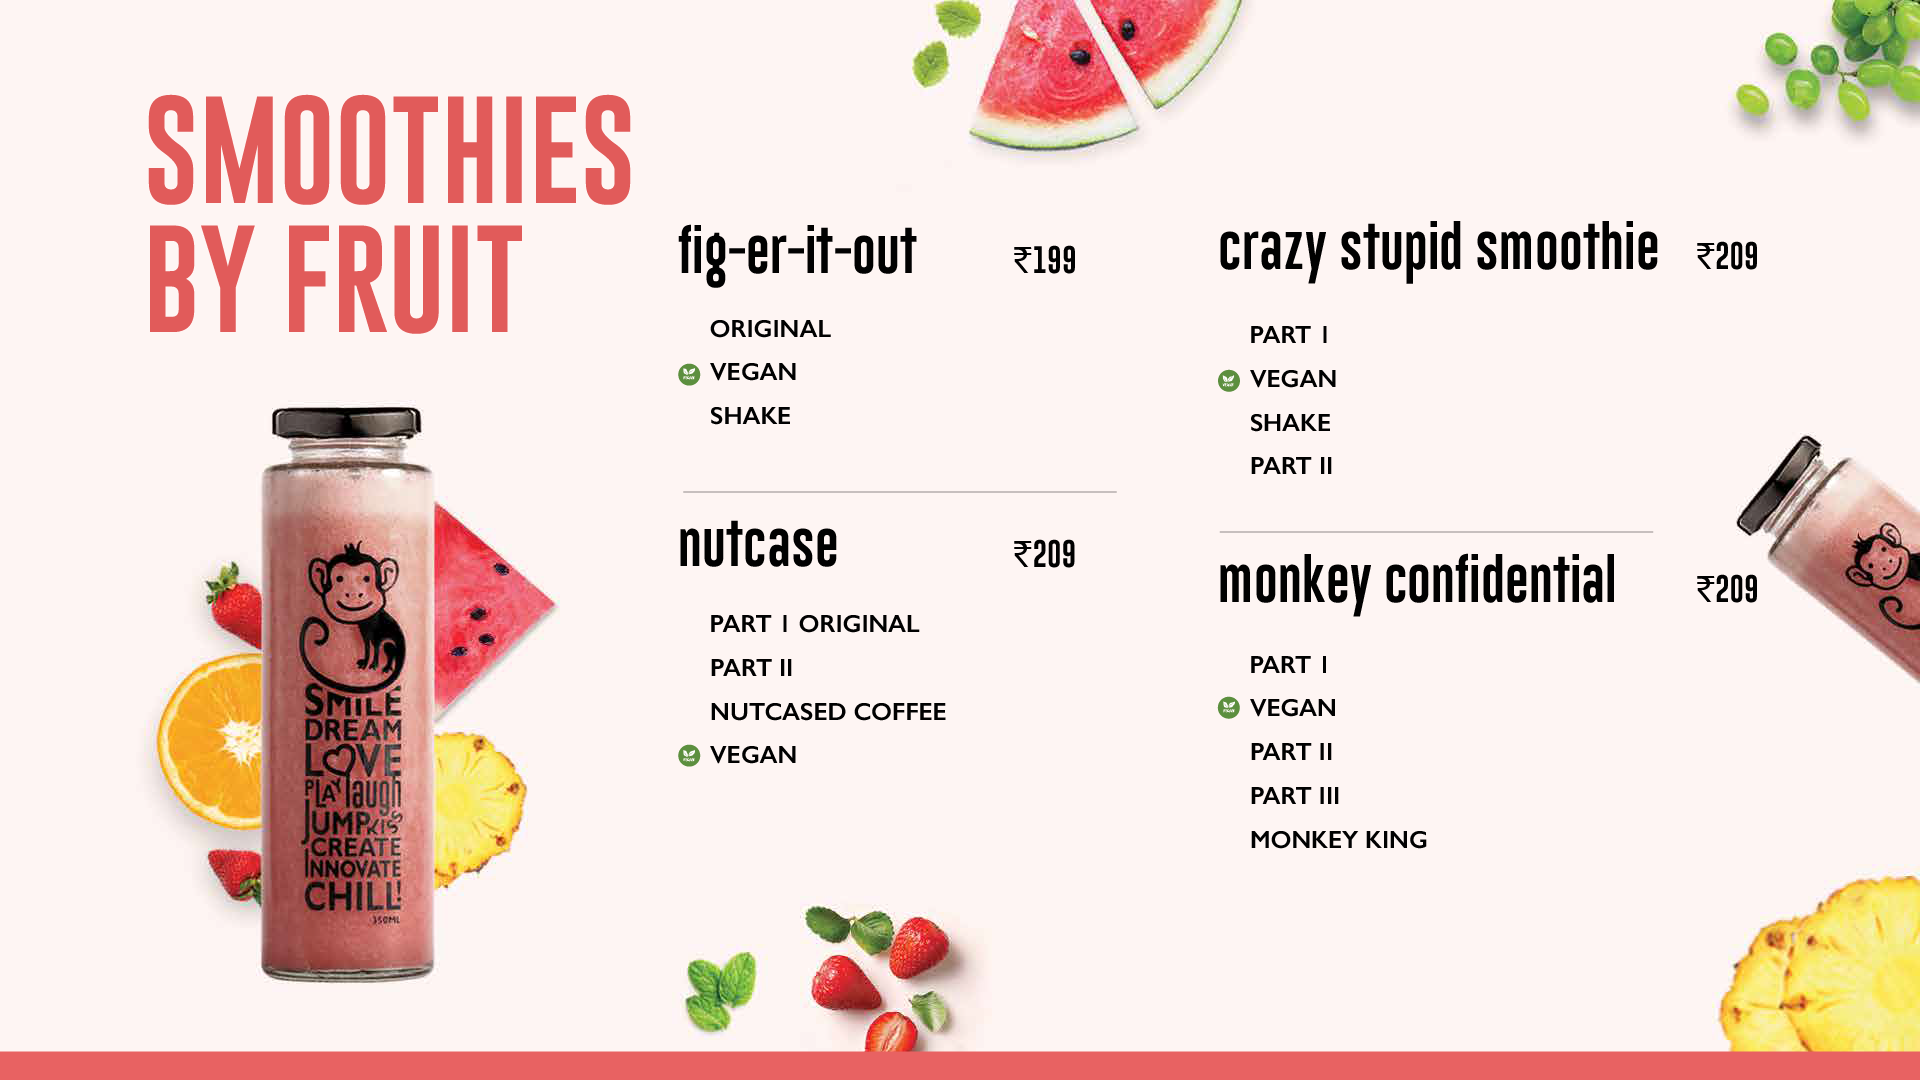 SMOOTHIES
BY FRUIT
fig-er-it-out ₹199
ORIGINAL
VEGAN
SHAKE
nutcase ₹209
PART I ORIGINAL
PART II
NUTCASED COFFEE
VEGAN
crazy stupid smoothie ₹209
PART I
VEGAN
SHAKE
PART II
monkey confidential ₹209
PART I
VEGAN
PART II
PART III
MONKEY KING
SMILE
DREAM
LOVE
PLAY laugh
JUMP KISS
CREATE
INNOVATE
CHILL!
350ML